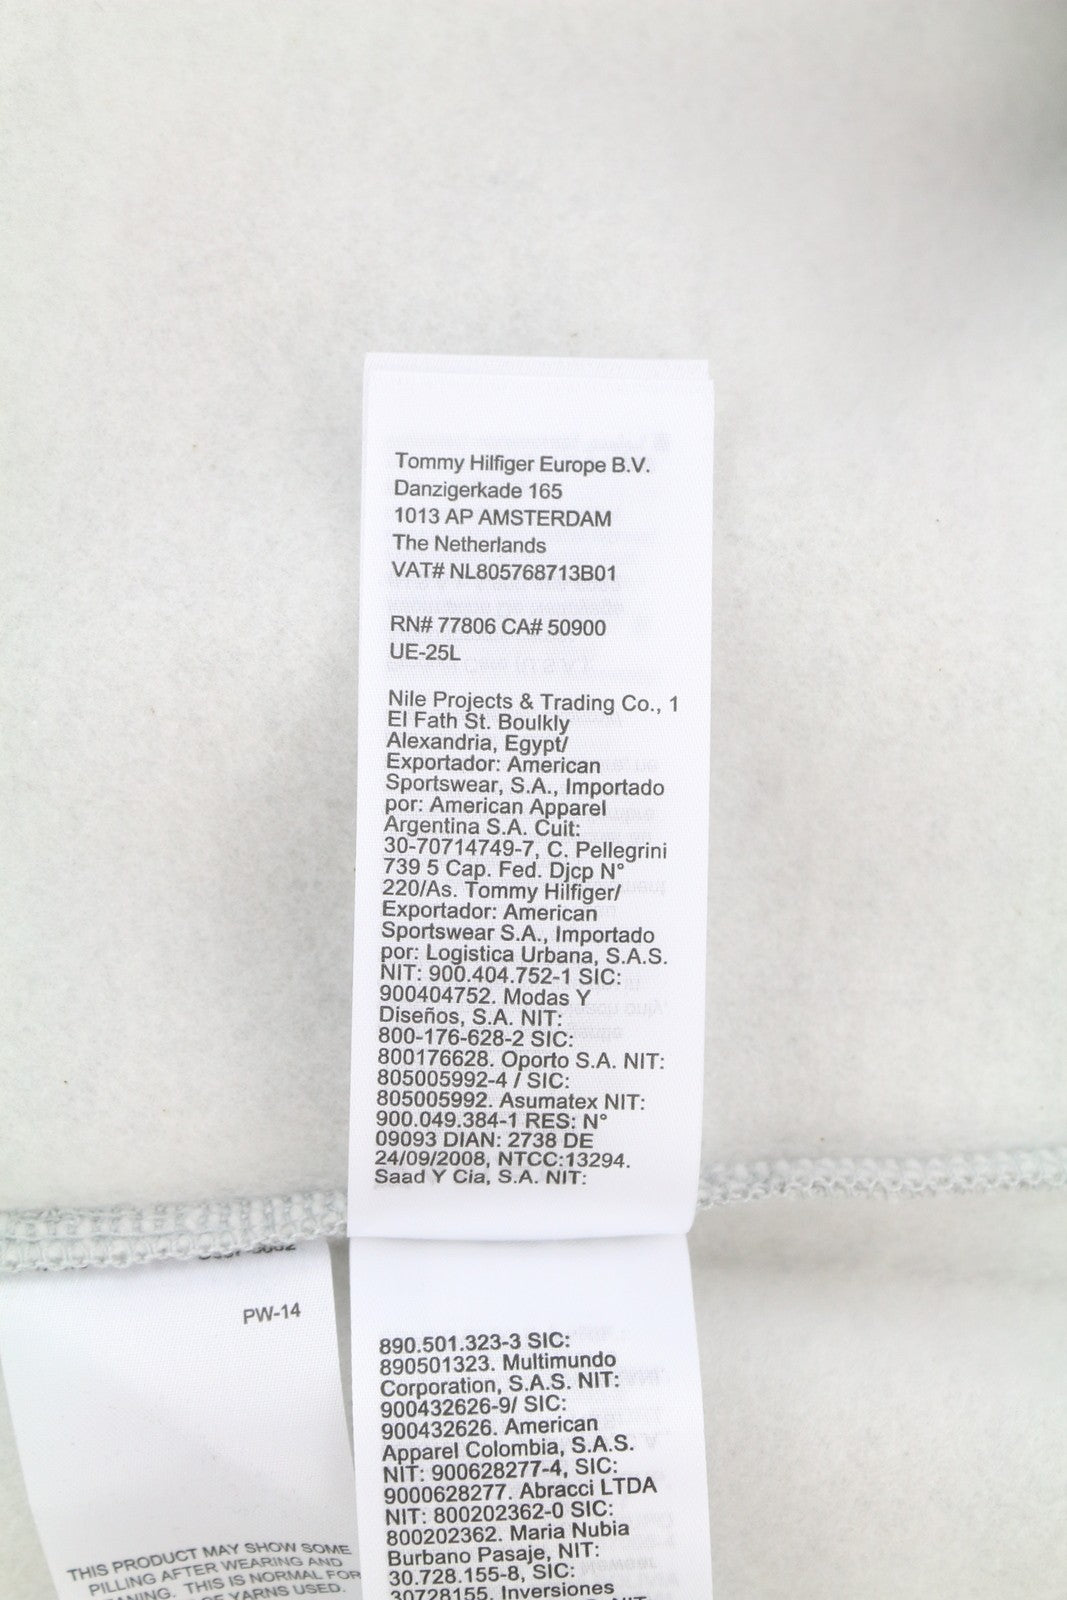 Tommy Hilfiger Europe B.V.
Danzigerkade 165
1013 AP AMSTERDAM
The Netherlands
VAT# NL805768713B01
RN# 77806 CA# 50900
UE-25L
Nile Projects & Trading Co., 1
El Fath St. Boulkly
Alexandria, Egypt/
Exportador: American
Sportswear, S.A., Importado
por: American Apparel
Argentina S.A. Cuit:
30-70714749-7, C. Pellegrini
739 5 Cap. Fed. Djcp N°
220/As. Tommy Hilfiger/
Exportador: American
Sportswear S.A., Importado
por: Logistica Urbana, S.A.S.
NIT: 900.404.752-1 SIC:
900404752. Modas Y
Diseños, S.A. NIT:
800-176-628-2 SIC:
800176628. Oporto S.A. NIT:
805005992-4 / SIC:
805005992. Asumatex NIT:
900.049.384-1 RES: N°
09093 DIAN: 2738 DE
24/09/2008, NTCC:13294.
Saad Y Cia, S.A. NIT:
890.501.323-3 SIC:
890501323. Multimundo
Corporation, S.A.S. NIT:
900432626-9/ SIC:
900432626. American
Apparel Colombia, S.A.S.
NIT: 900628277-4, SIC:
9000628277. Abracci LTDA
NIT: 800202362-0 SIC:
800202362. Maria Nubia
Burbano Pasaje, NIT:
30.728.155-8, SIC:
30728155. Inversiones
PW-14
THIS PRODUCT MAY SHOW SOME
PILLING AFTER WEARING AND
THIS IS NORMAL FOR
OF YARNS USED.